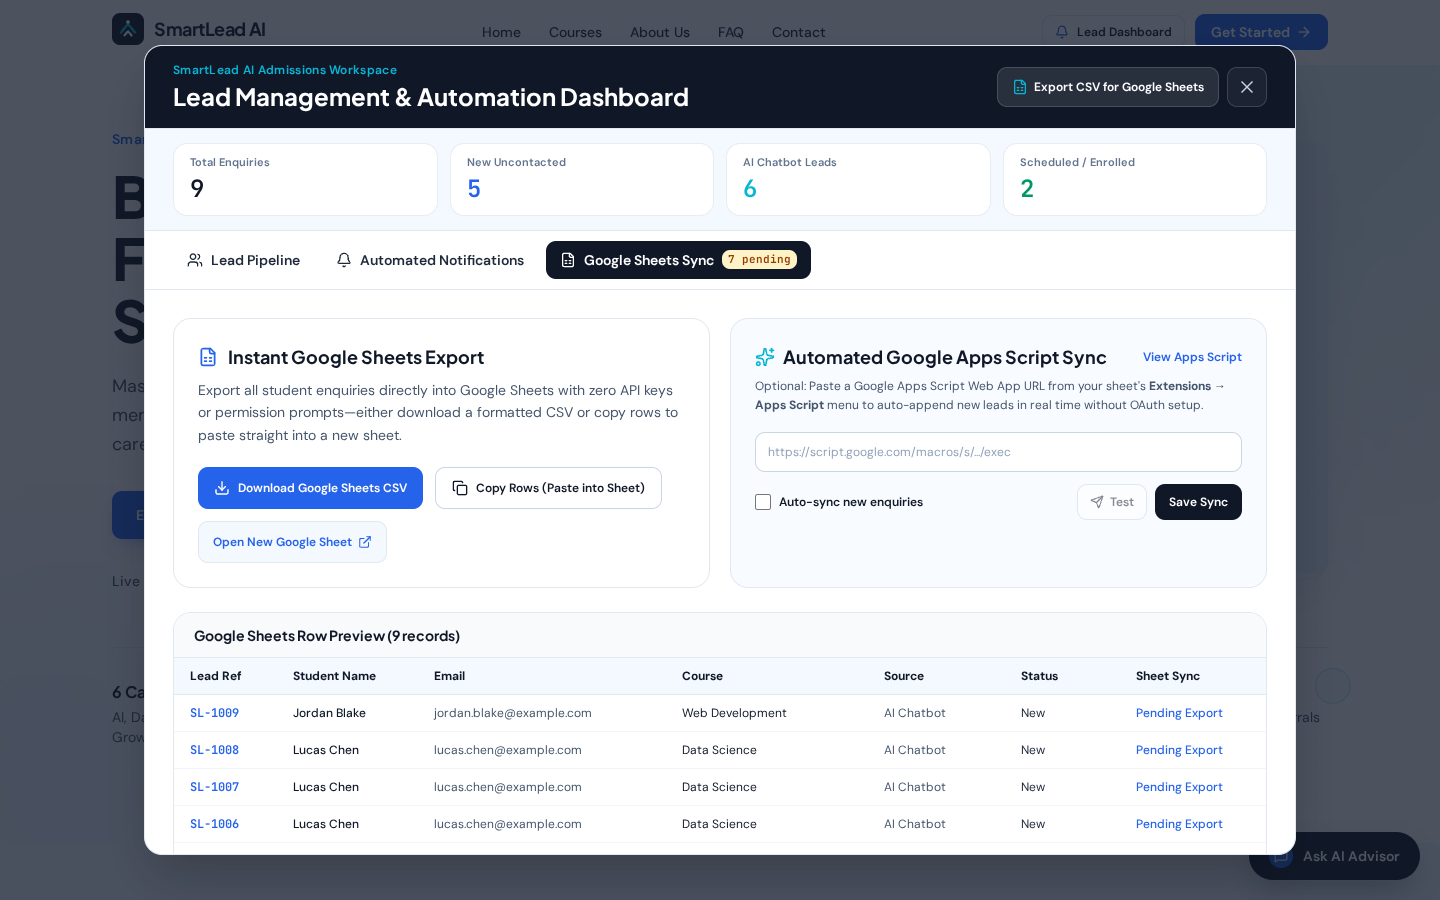 SmartLead AI
Home
Courses
About Us
FAQ
Contact
Lead Dashboard
Get Started →
SmartLead AI Admissions Workspace
Lead Management & Automation Dashboard
Export CSV for Google Sheets
Total Enquiries
9
New Uncontacted
5
AI Chatbot Leads
6
Scheduled / Enrolled
2
Lead Pipeline
Automated Notifications
Google Sheets Sync
7 pending
Instant Google Sheets Export
Export all student enquiries directly into Google Sheets with zero API keys
or permission prompts—either download a formatted CSV or copy rows to
paste straight into a new sheet.
Download Google Sheets CSV
Copy Rows (Paste into Sheet)
Open New Google Sheet
Automated Google Apps Script Sync
View Apps Script
Optional: Paste a Google Apps Script Web App URL from your sheet's Extensions →
Apps Script menu to auto-append new leads in real time without OAuth setup.
https://script.google.com/macros/s/.../exec
Auto-sync new enquiries
Test
Save Sync
Google Sheets Row Preview (9 records)
Lead Ref Student Name Email Course Source Status Sheet Sync
SL-1009 Jordan Blake jordan.blake@example.com Web Development AI Chatbot New Pending Export
SL-1008 Lucas Chen lucas.chen@example.com Data Science AI Chatbot New Pending Export
SL-1007 Lucas Chen lucas.chen@example.com Data Science AI Chatbot New Pending Export
SL-1006 Lucas Chen lucas.chen@example.com Data Science AI Chatbot New Pending Export
Live
Ask AI Advisor